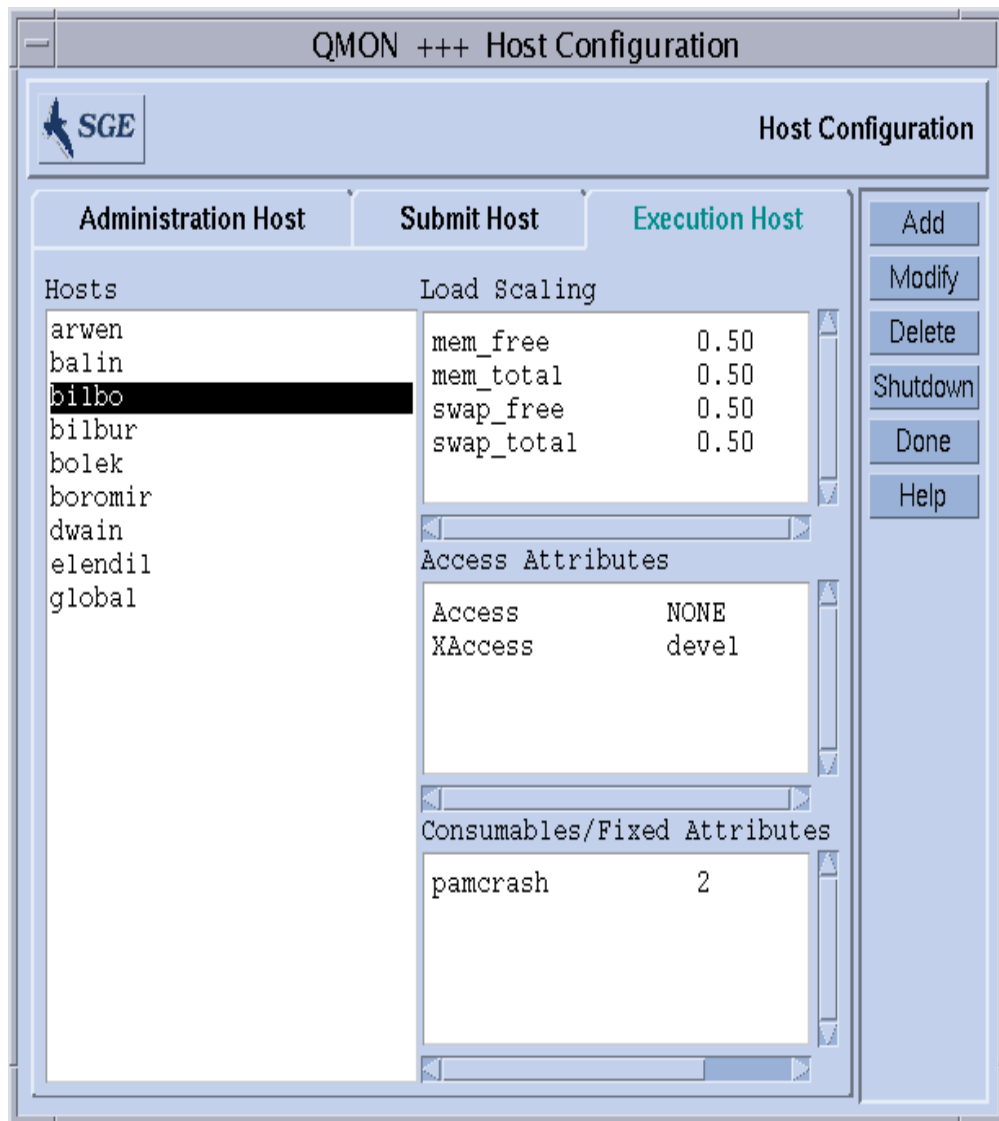 QMON +++ Host Configuration
SGE
Host Configuration
Administration Host
Submit Host
Execution Host
Hosts
arwen
balin
bilbo
bilbur
bolek
boromir
dwain
elendil
global
Load Scaling
mem_free 0.50
mem_total 0.50
swap_free 0.50
swap_total 0.50
Access Attributes
Access NONE
XAccess devel
Consumables/Fixed Attributes
pamcrash 2
Add
Modify
Delete
Shutdown
Done
Help